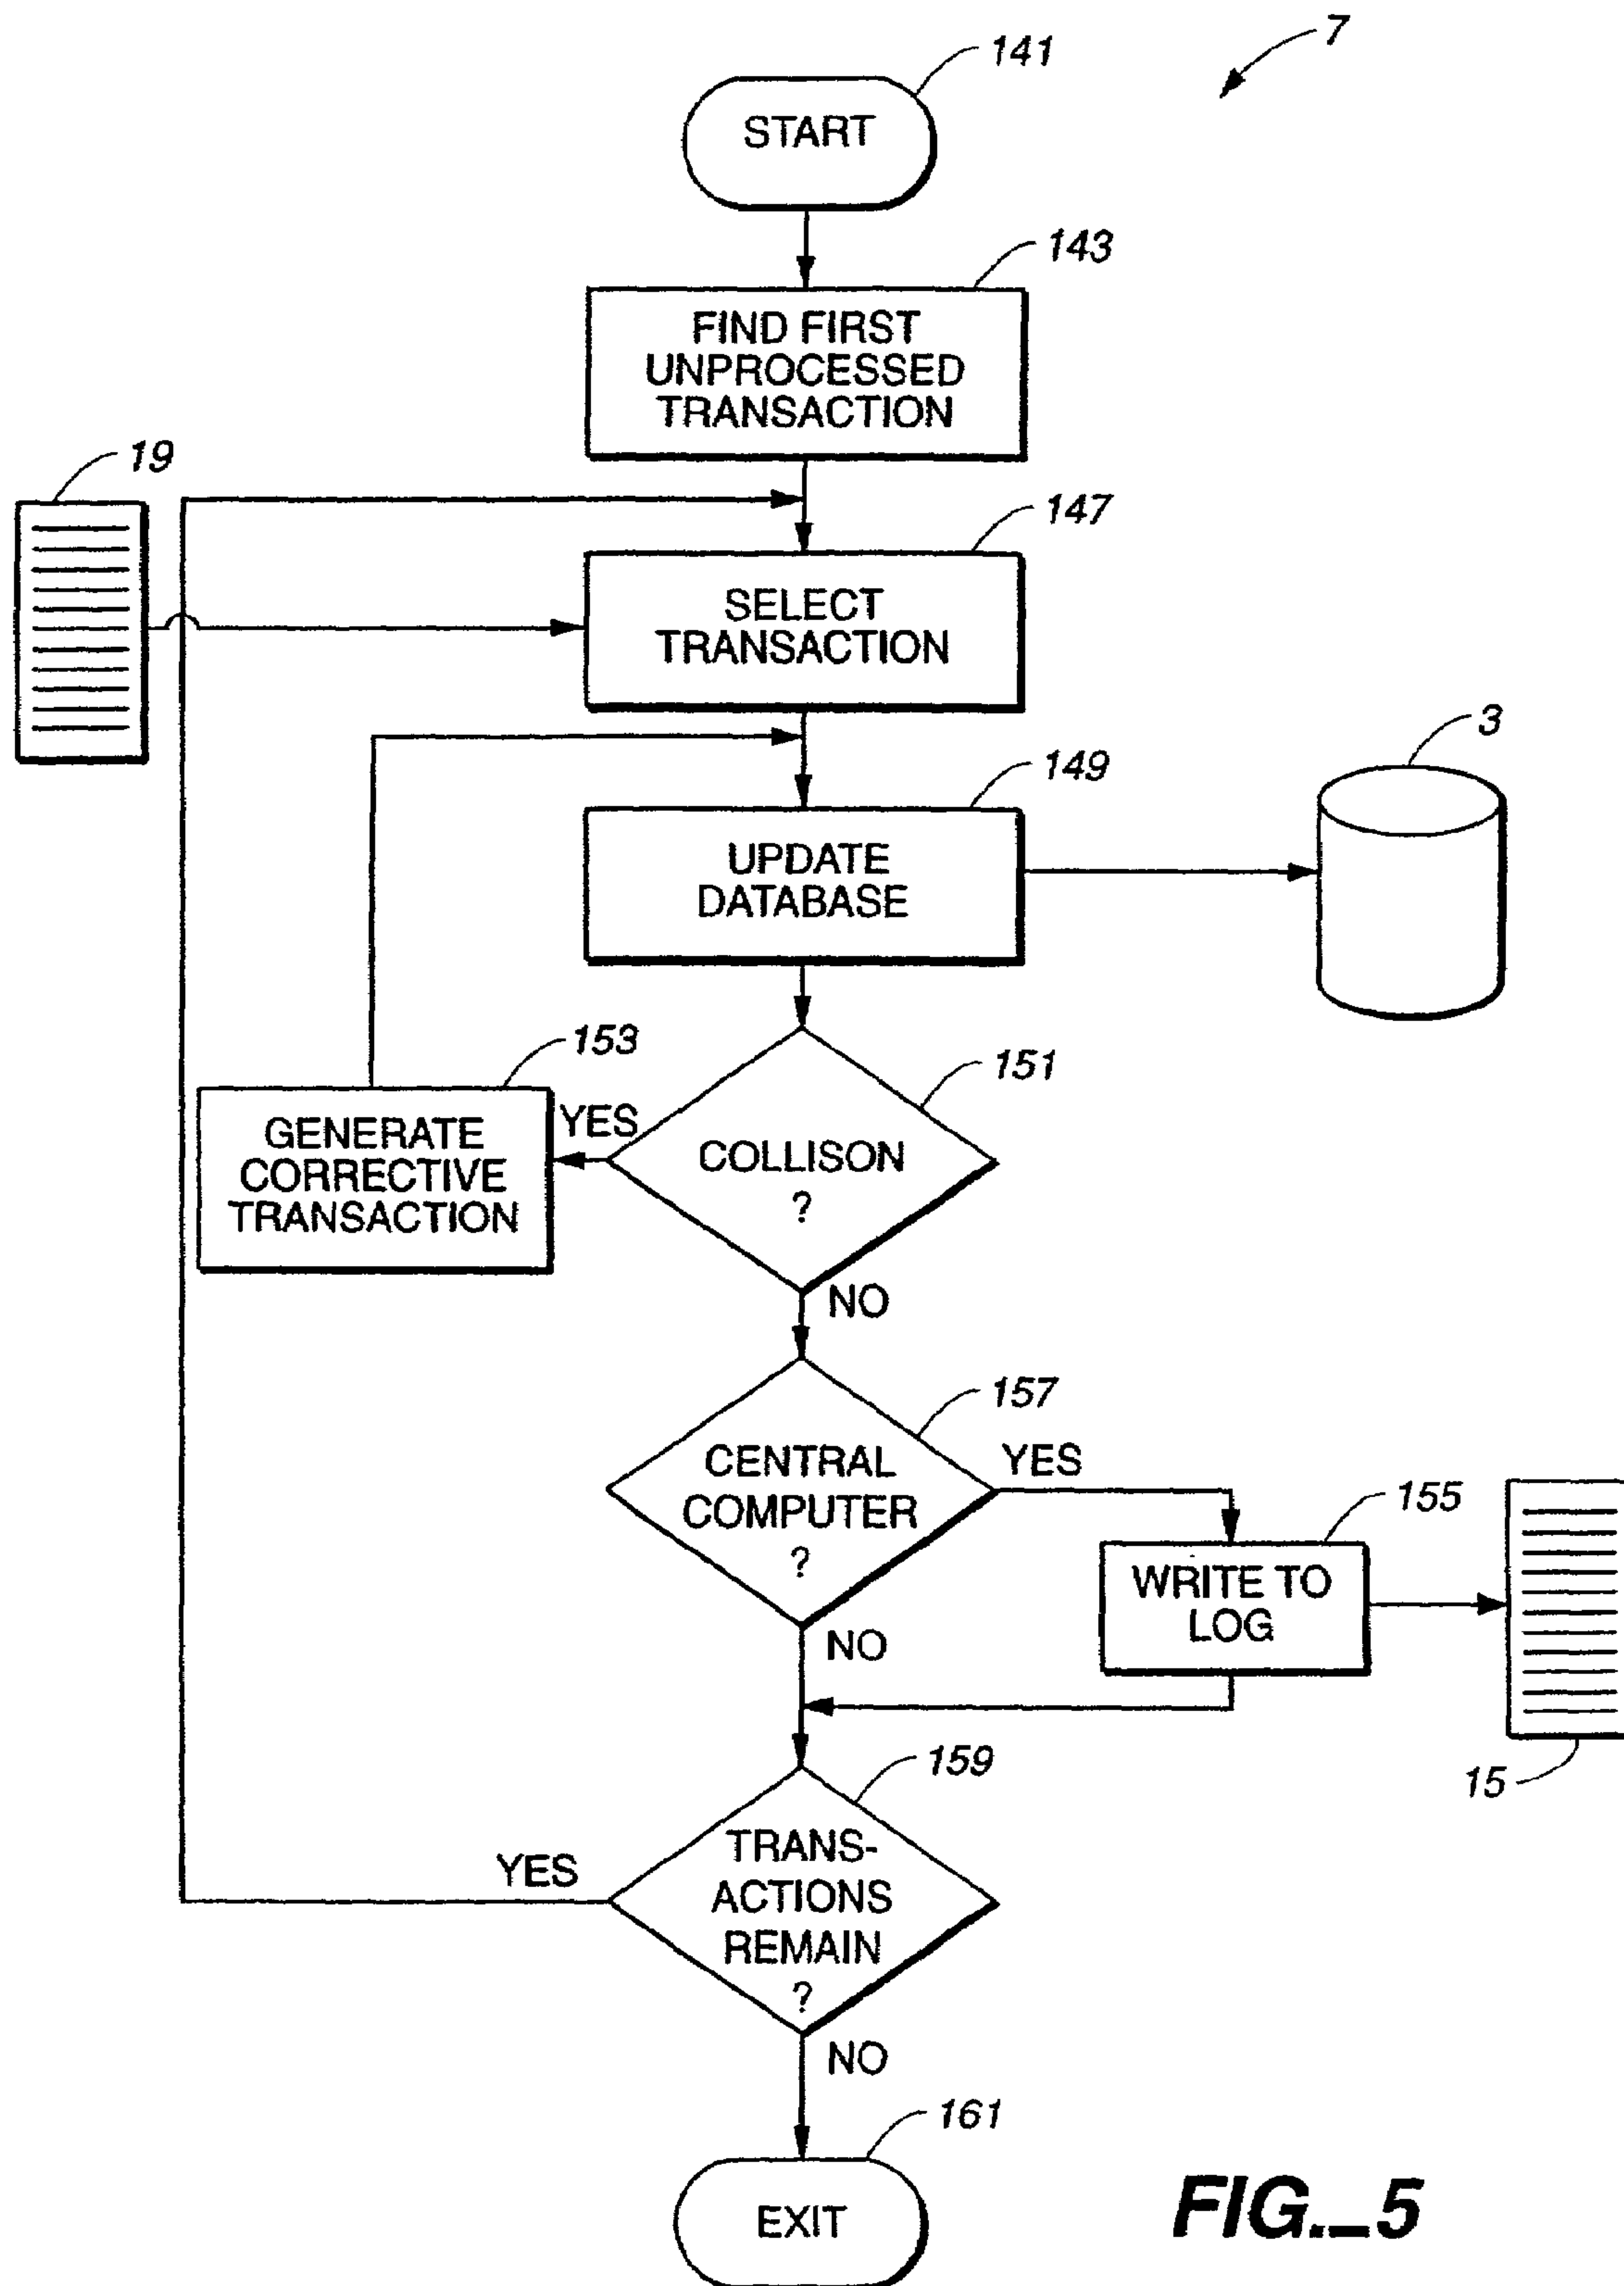 7
141
START
143
FIND FIRST
UNPROCESSED
TRANSACTION
19
147
SELECT
TRANSACTION
3
149
UPDATE
DATABASE
153
151
GENERATE
CORRECTIVE
TRANSACTION
YES
COLLISON
?
NO
157
CENTRAL
COMPUTER
?
YES
155
WRITE TO
LOG
NO
15
159
TRANS-
ACTIONS
REMAIN
?
YES
NO
161
EXIT
FIG._5